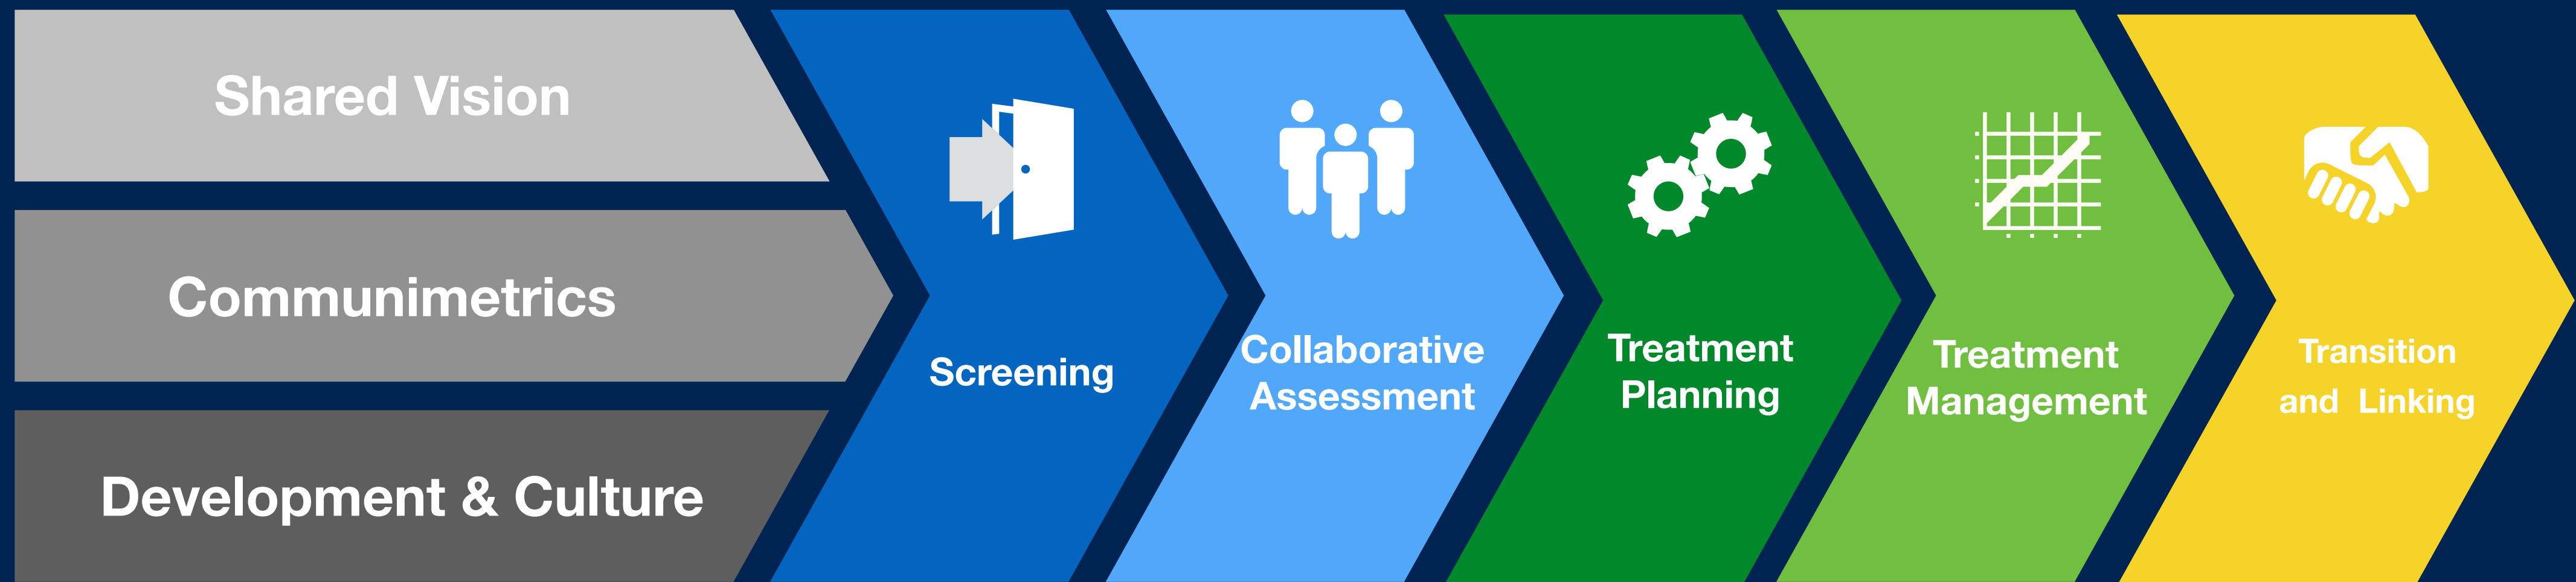 Shared Vision
Communimetrics
Development & Culture
Screening
Collaborative
Assessment
Treatment
Planning
Treatment
Management
Transition
and Linking